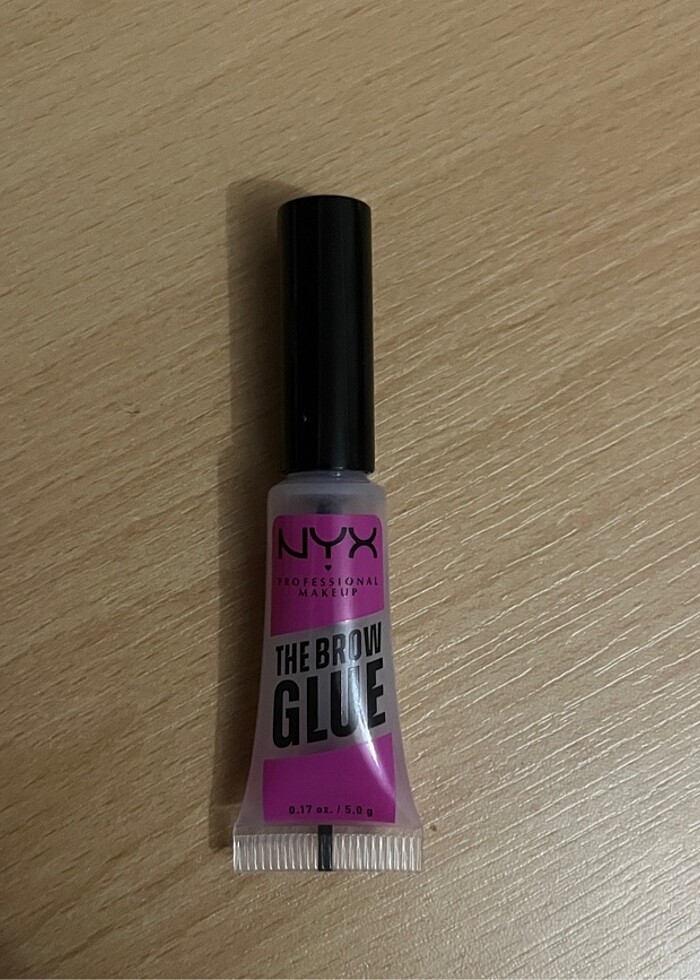 NYX
PROFESSIONAL
MAKEUP
THE BROW
GLUE
0.17 oz. / 5.0 g